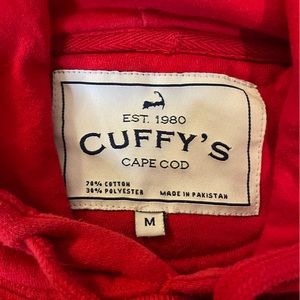 EST. 1980
CUFFY'S
CAPE COD
70% COTTON
30% POLYESTER MADE IN PAKISTAN
M